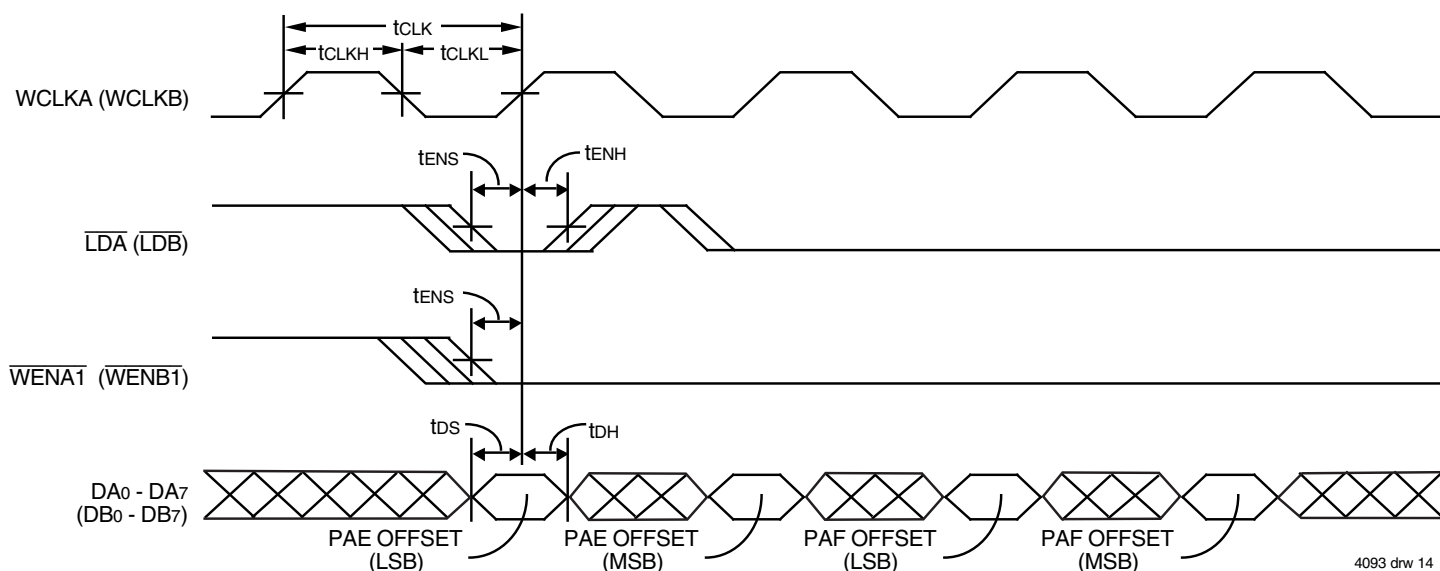 tCLK
tCLKH
tCLKL
WCLKA (WCLKB)
tENS
tENH
LDA (LDB)
tENS
WENA1 (WENB1)
tDS
tDH
DA0 - DA7
(DB0 - DB7)
PAE OFFSET
(LSB)
PAE OFFSET
(MSB)
PAF OFFSET
(LSB)
PAF OFFSET
(MSB)
4093 drw 14